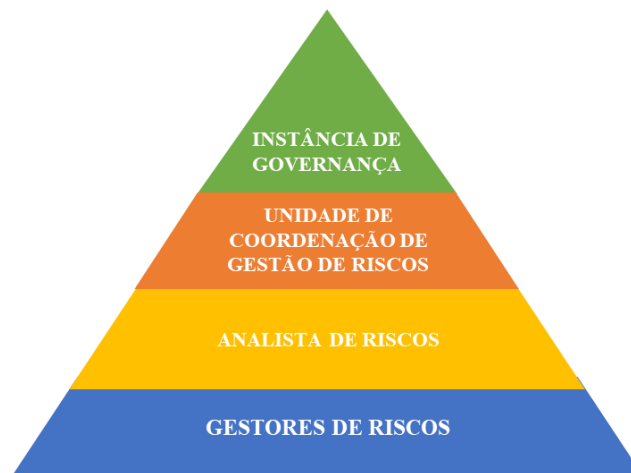 INSTÂNCIA DE
GOVERNANÇA
UNIDADE DE
COORDENAÇÃO DE
GESTÃO DE RISCOS
ANALISTA DE RISCOS
GESTORES DE RISCOS